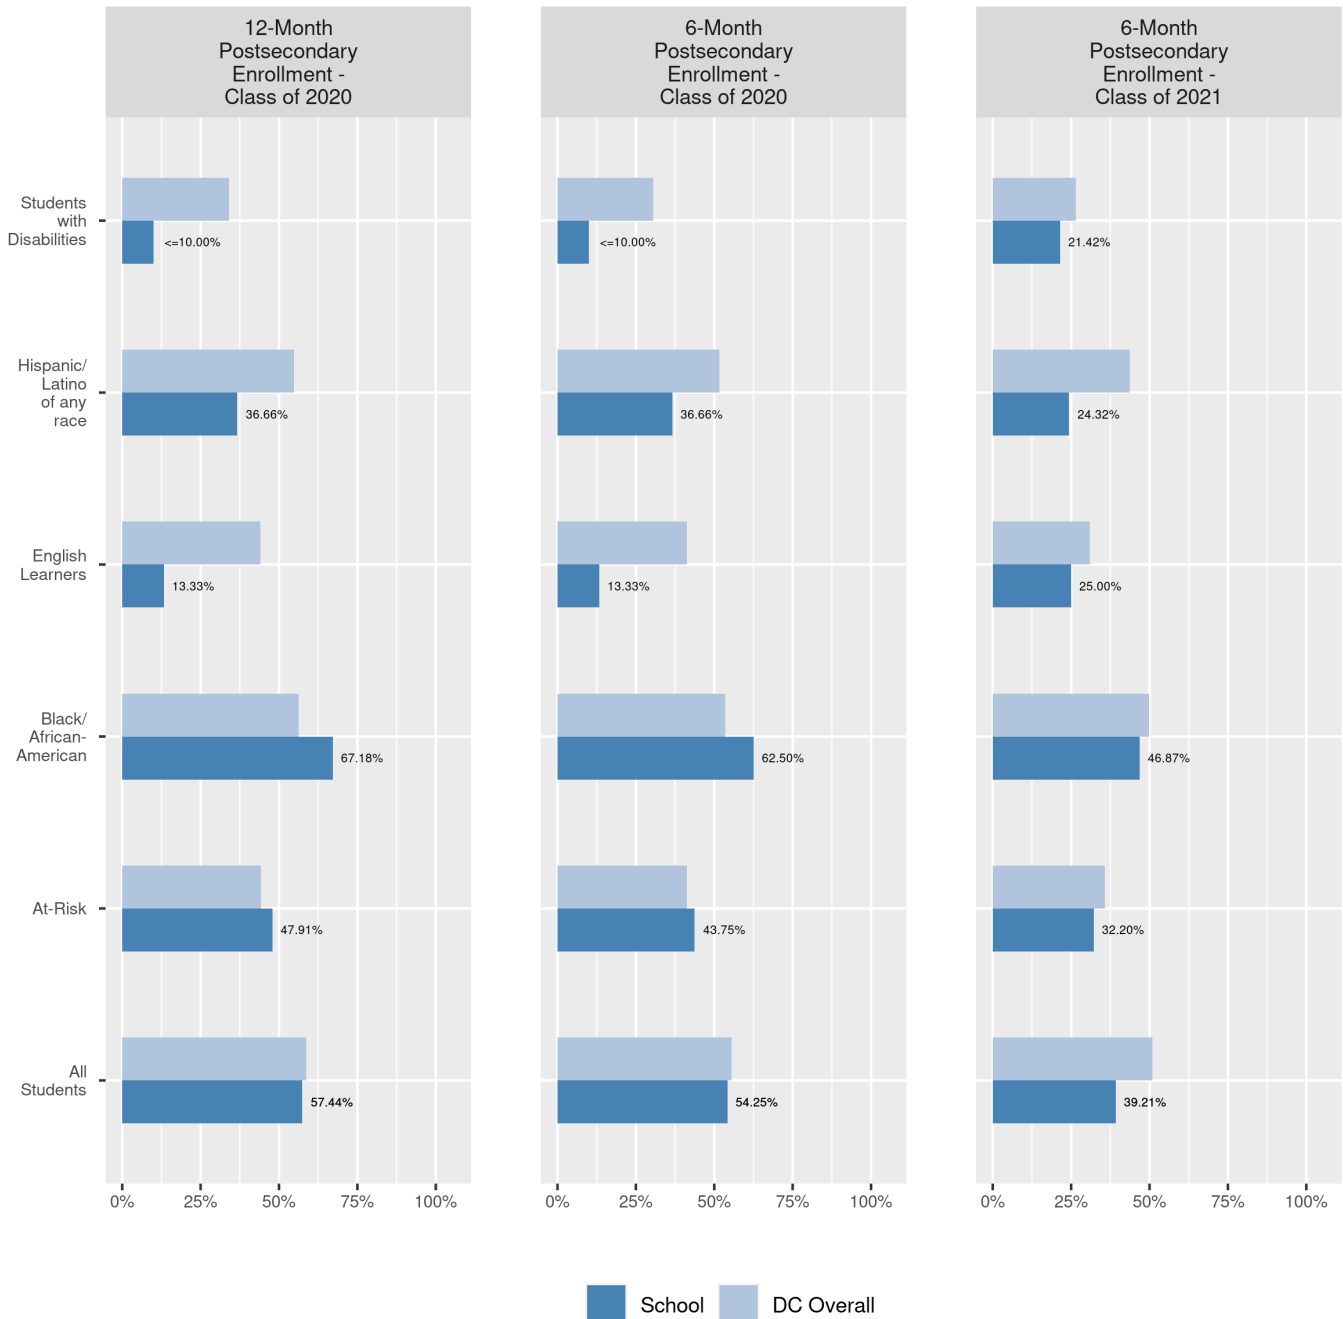 12-Month
Postsecondary
Enrollment -
Class of 2020
6-Month
Postsecondary
Enrollment -
Class of 2020
6-Month
Postsecondary
Enrollment -
Class of 2021
Students
with
Disabilities
<=10.00%
<=10.00%
21.42%
Hispanic/
Latino
of any
race
36.66%
36.66%
24.32%
English
Learners
13.33%
13.33%
25.00%
Black/
African-
American
67.18%
62.50%
46.87%
At-Risk
47.91%
43.75%
32.20%
All
Students
57.44%
54.25%
39.21%
0% 25% 50% 75% 100%
0% 25% 50% 75% 100%
0% 25% 50% 75% 100%
School DC Overall